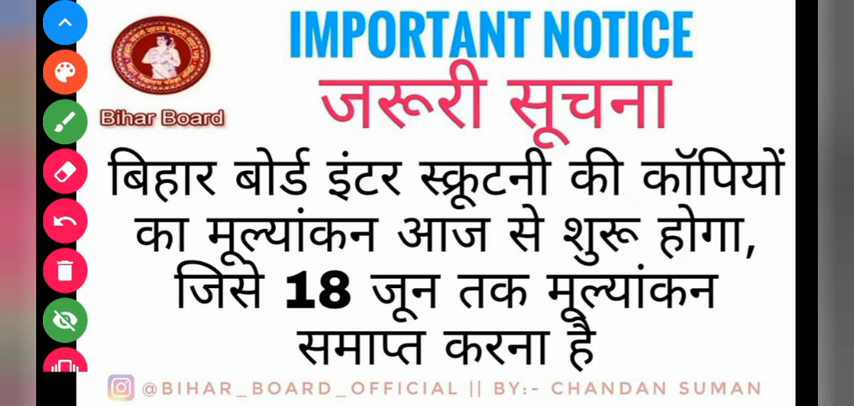 IMPORTANT NOTICE
जरूरी सूचना
Bihar Board
बिहार बोर्ड इंटर स्क्रूटनी की कॉपियों
का मूल्यांकन आज से शुरू होगा,
जिसे 18 जून तक मूल्यांकन
समाप्त करना है
@BIHAR_BOARD_OFFICIAL || BY:- CHANDAN SUMAN